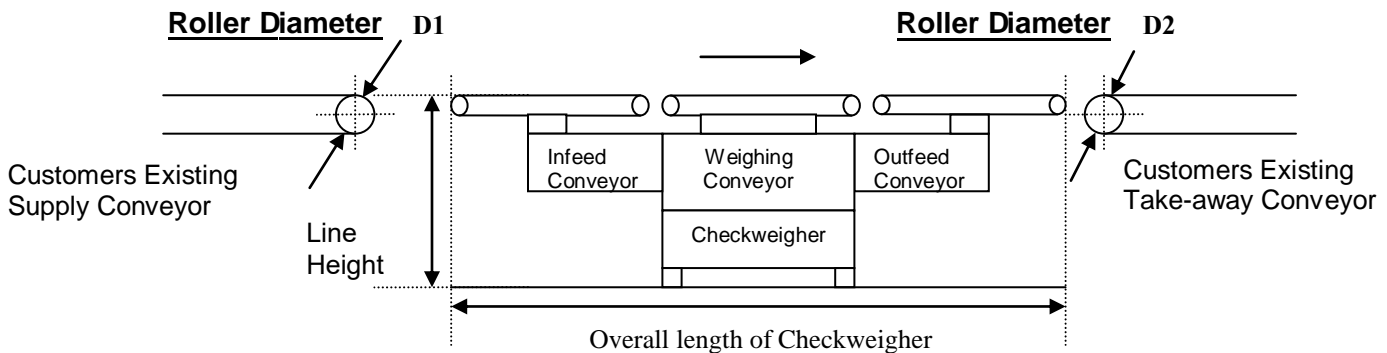 Roller Diameter D1
Roller Diameter D2
Customers Existing
Supply Conveyor
Line
Height
Infeed
Conveyor
Weighing
Conveyor
Outfeed
Conveyor
Checkweigher
Customers Existing
Take-away Conveyor
Overall length of Checkweigher